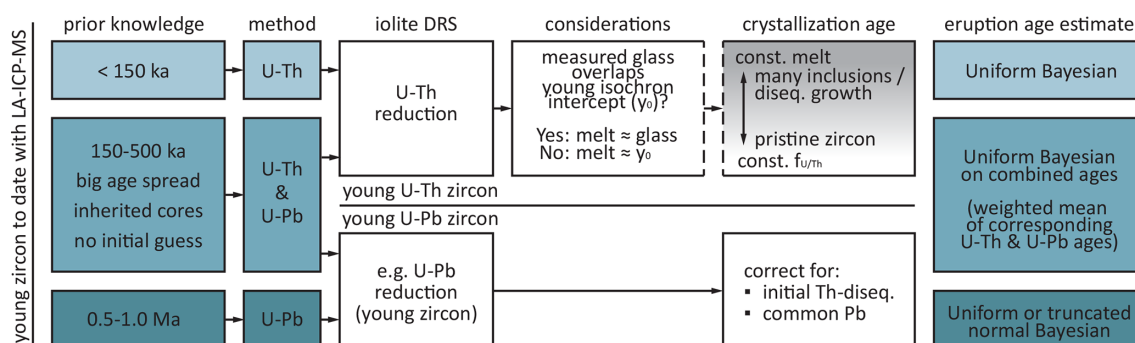 young zircon to date with LA-ICP-MS
prior knowledge
method
iolite DRS
considerations
crystallization age
eruption age estimate
< 150 ka
U-Th
U-Th
reduction
measured glass
overlaps
young isochron
intercept (y₀)?
Yes: melt ≈ glass
No: melt ≈ y₀
const. melt
many inclusions /
diseq. growth
pristine zircon
const. fU/Th
Uniform Bayesian
150-500 ka
big age spread
inherited cores
no initial guess
U-Th
&
U-Pb
young U-Th zircon
young U-Pb zircon
Uniform Bayesian
on combined ages
(weighted mean
of corresponding
U-Th & U-Pb ages)
e.g. U-Pb
reduction
(young zircon)
correct for:
▪ initial Th-diseq.
▪ common Pb
0.5-1.0 Ma
U-Pb
Uniform or truncated
normal Bayesian